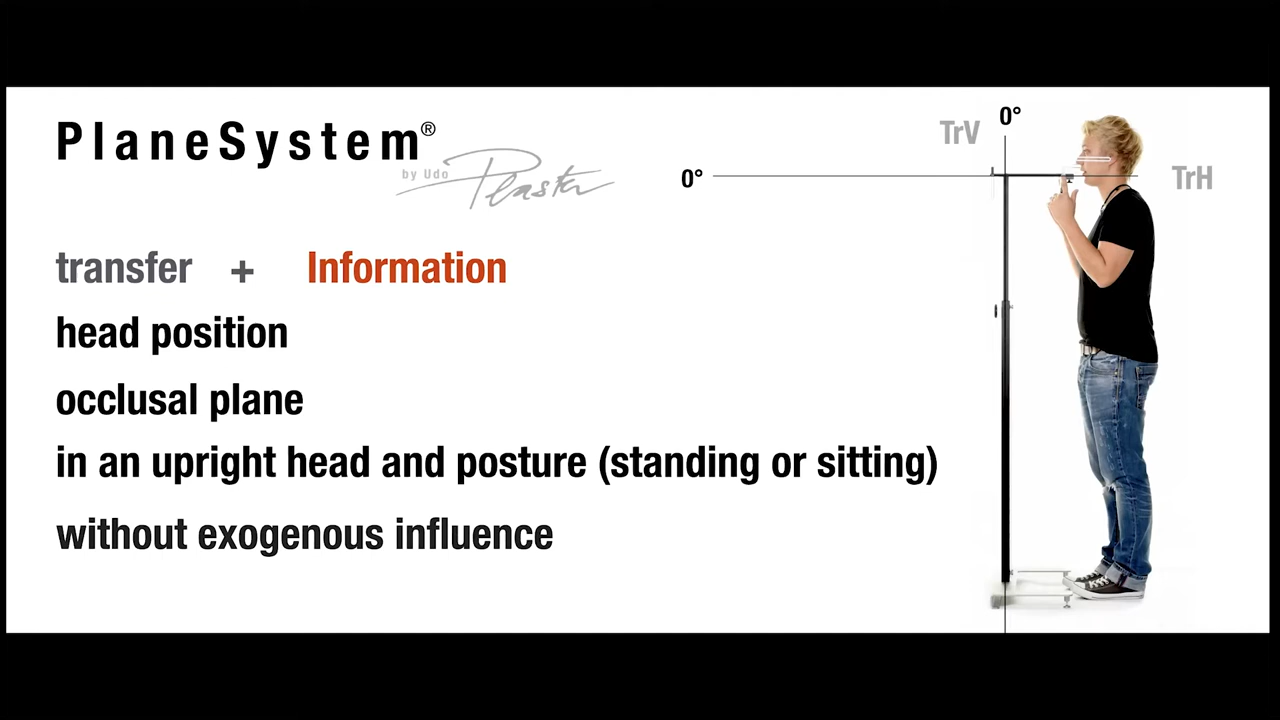 PlaneSystem®
by Udo Plaster
transfer + Information
head position
occlusal plane
in an upright head and posture (standing or sitting)
without exogenous influence
TrV 0°
0° TrH